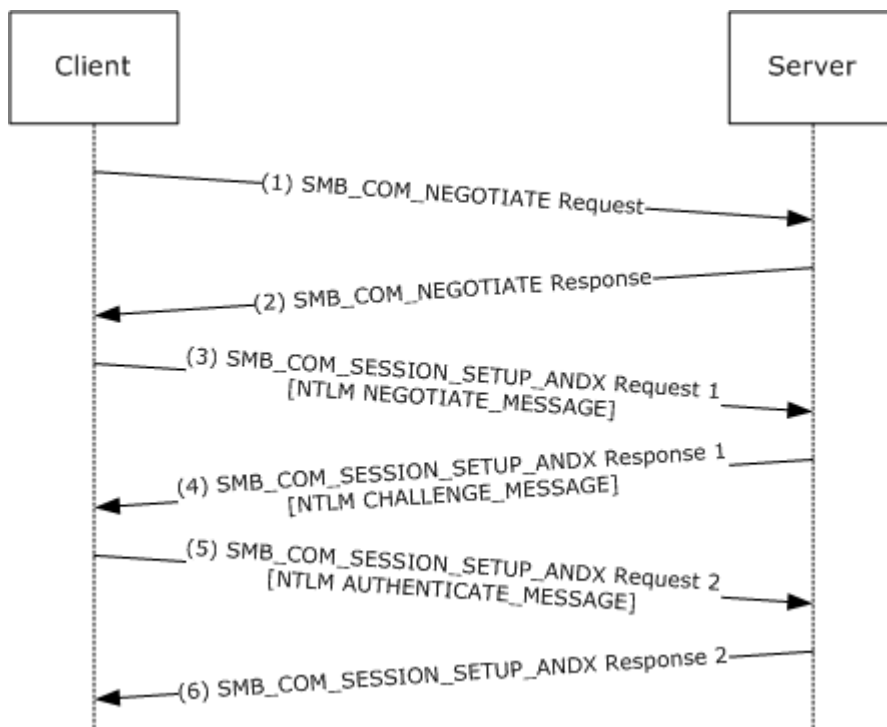 Client
Server
(1) SMB_COM_NEGOTIATE Request
(2) SMB_COM_NEGOTIATE Response
(3) SMB_COM_SESSION_SETUP_ANDX Request 1
[NTLM NEGOTIATE_MESSAGE]
(4) SMB_COM_SESSION_SETUP_ANDX Response 1
[NTLM CHALLENGE_MESSAGE]
(5) SMB_COM_SESSION_SETUP_ANDX Request 2
[NTLM AUTHENTICATE_MESSAGE]
(6) SMB_COM_SESSION_SETUP_ANDX Response 2